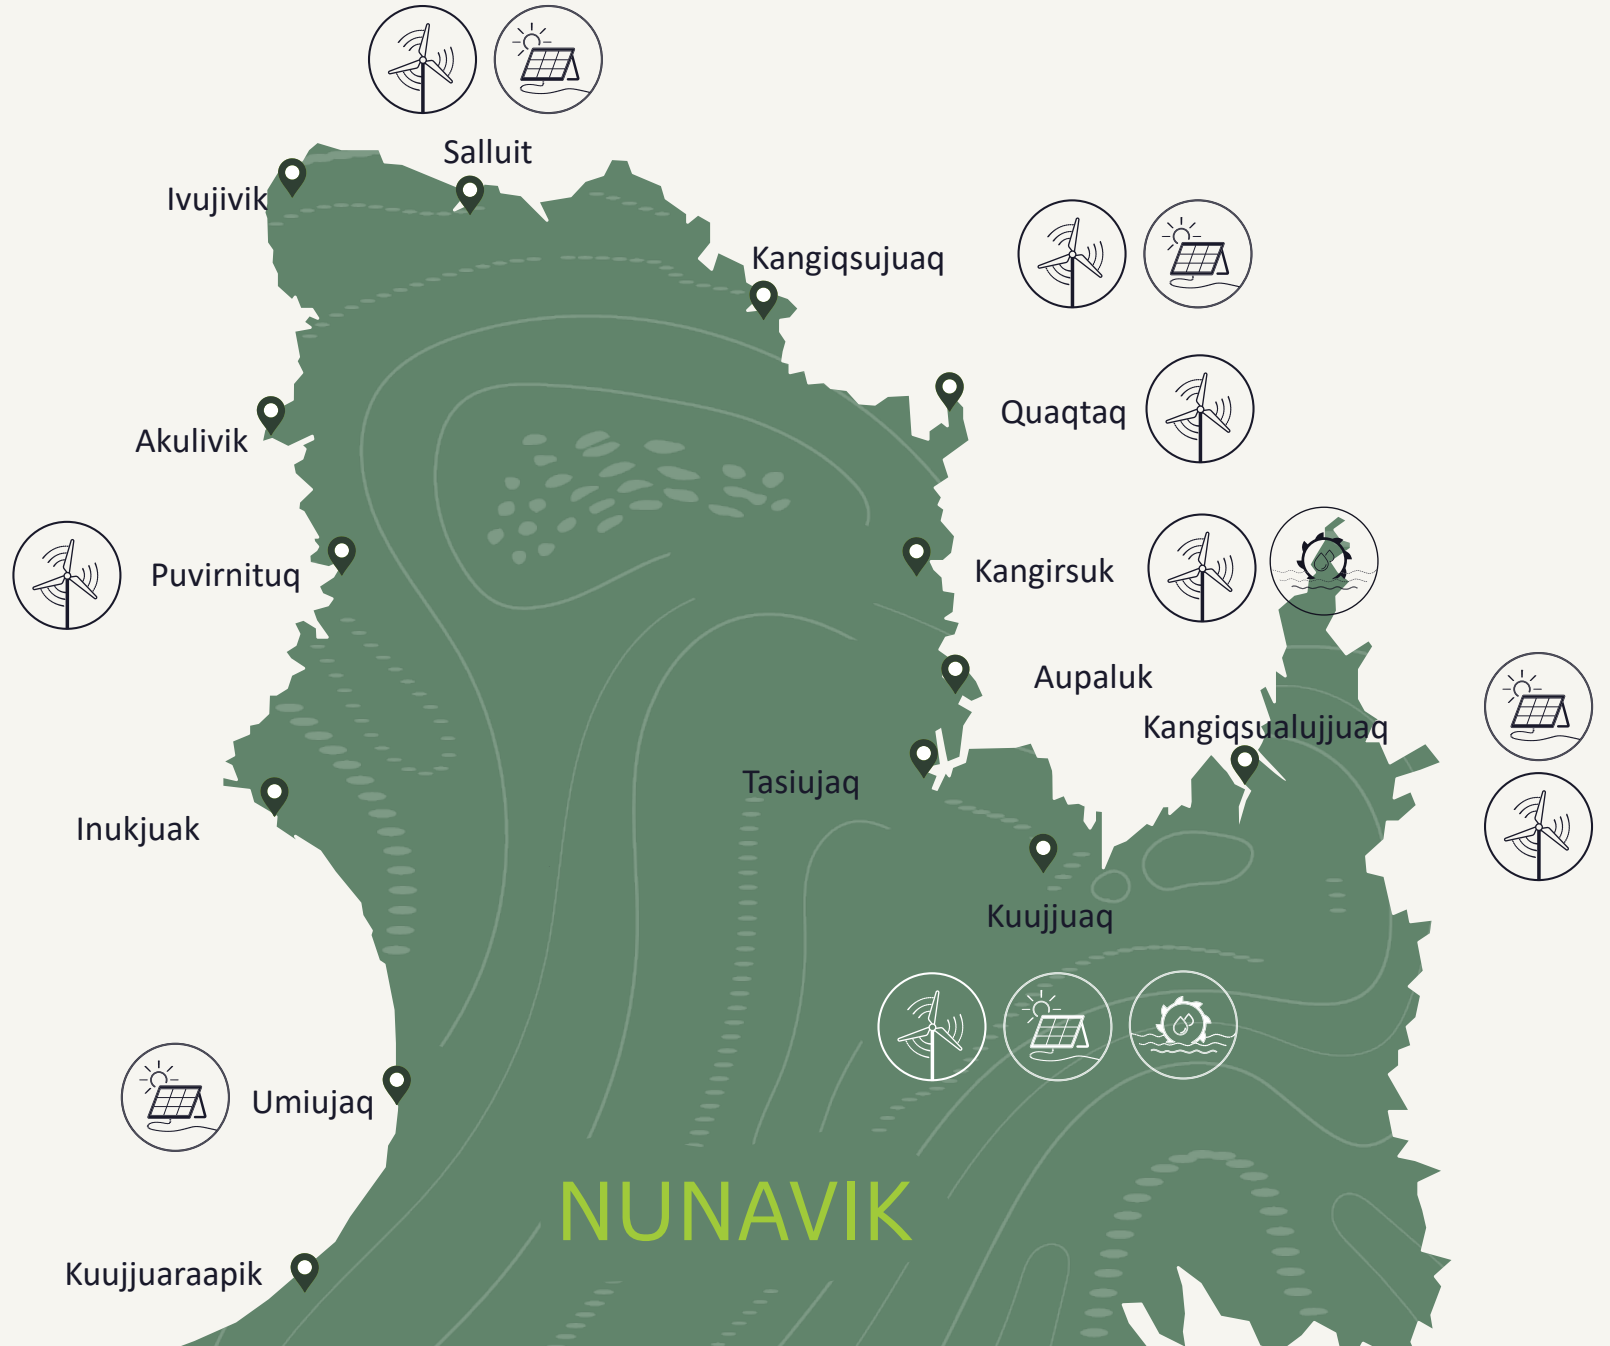 Salluit
Ivujivik
Kangiqsujuaq
Quaqtaq
Akulivik
Puvirnituq
Kangirsuk
Aupaluk
Kangiqsualujjuaq
Tasiujaq
Inukjuak
Kuujjuaq
Umiujaq
NUNAVIK
Kuujjuaraapik